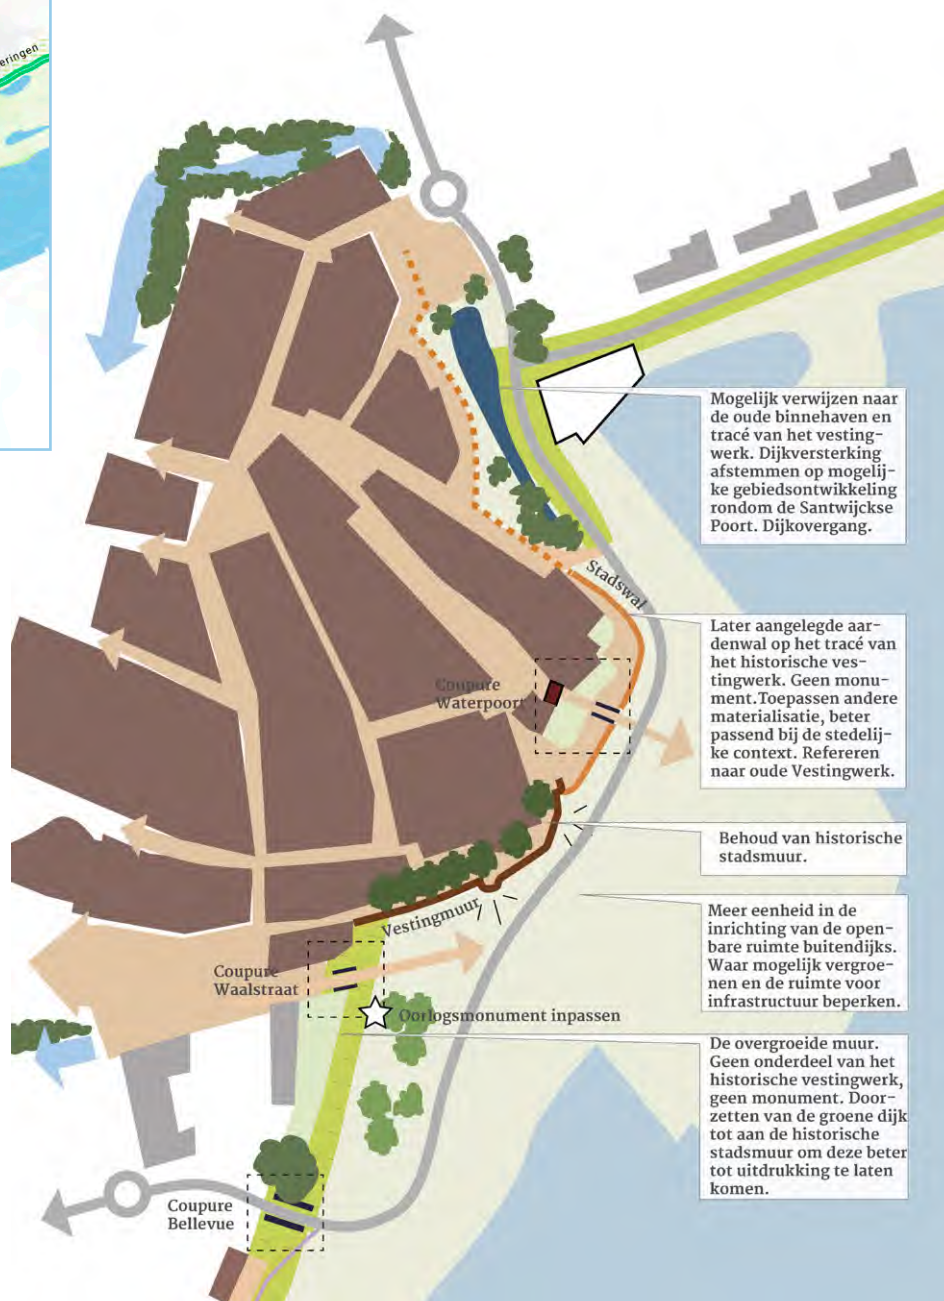 eringen
Mogelijk verwijzen naar
de oude binnehaven en
tracé van het vesting-
werk. Dijkversterking
afstemmen op mogelij-
ke gebiedsontwikkeling
rondom de Santwijckse
Poort. Dijkovergang.
Stadswal
Later aangelegde aar-
denwal op het tracé van
het historische ves-
tingwerk. Geen monu-
ment.Toepassen andere
materialisatie, beter
passend bij de stedelij-
ke context. Refereren
naar oude Vestingwerk.
Coupure
Waterpoort
Behoud van historische
stadsmuur.
Meer eenheid in de
inrichting van de open-
bare ruimte buitendijks.
Waar mogelijk vergroe-
nen en de ruimte voor
infrastructuur beperken.
Vestingmuur
Coupure
Waalstraat
Oorlogsmonument inpassen
De overgroeide muur.
Geen onderdeel van het
historische vestingwerk,
geen monument. Door-
zetten van de groene dijk
tot aan de historische
stadsmuur om deze beter
tot uitdrukking te laten
komen.
Coupure
Bellevue